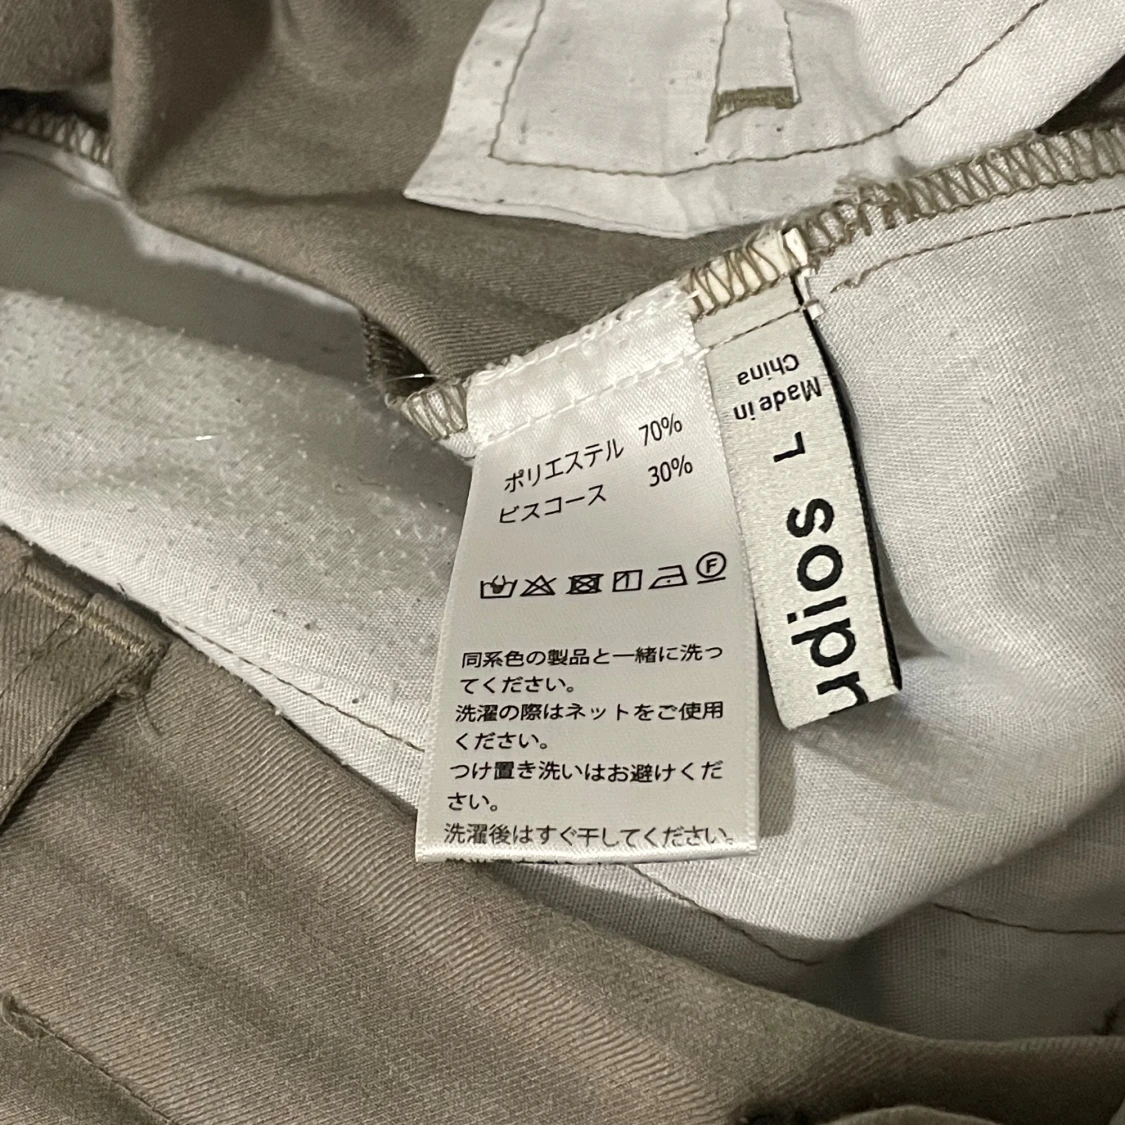 ポリエステル 70%
ビスコース 30%
F
同系色の製品と一緒に洗っ
てください。
洗濯の際はネットをご使用
ください。
つけ置き洗いはお避けくだ
さい。
洗濯後はすぐ干してください。
L
Made in
China